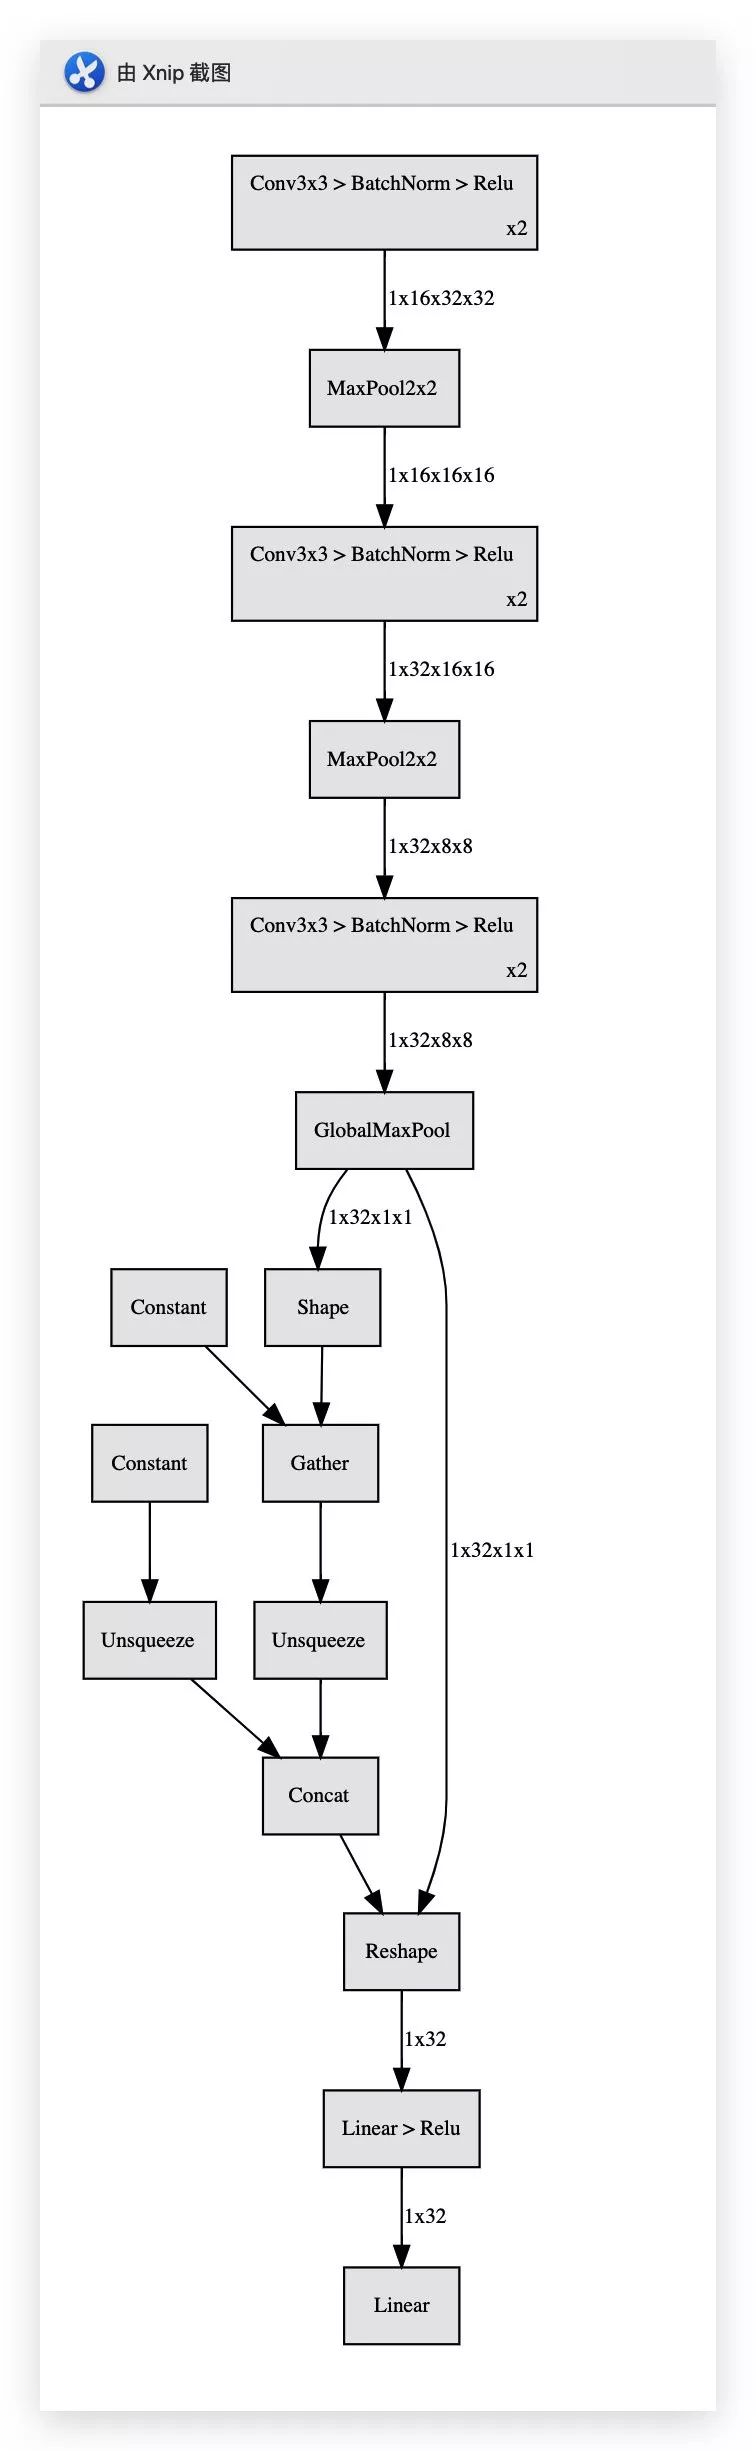 由 Xnip 截图
Conv3x3 > BatchNorm > Relu
x2
1x16x32x32
MaxPool2x2
1x16x16x16
Conv3x3 > BatchNorm > Relu
x2
1x32x16x16
MaxPool2x2
1x32x8x8
Conv3x3 > BatchNorm > Relu
x2
1x32x8x8
GlobalMaxPool
1x32x1x1
Constant
Shape
Constant
Gather
1x32x1x1
Unsqueeze
Unsqueeze
Concat
Reshape
1x32
Linear > Relu
1x32
Linear